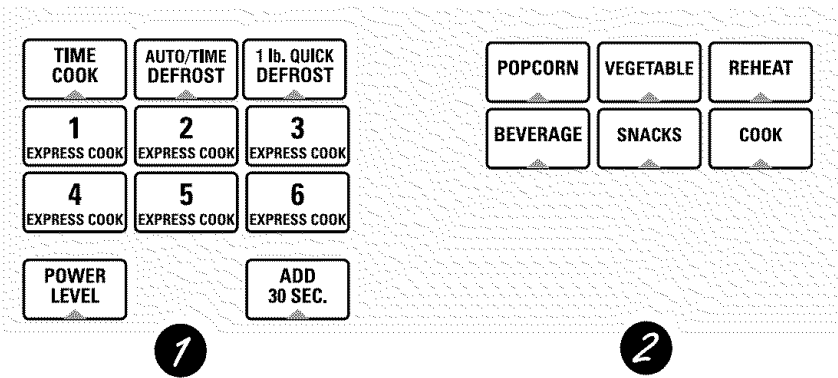 TIME
COOK
AUTO/TIME
DEFROST
1 lb. QUICK
DEFROST
1
EXPRESS COOK
2
EXPRESS COOK
3
EXPRESS COOK
4
EXPRESS COOK
5
EXPRESS COOK
6
EXPRESS COOK
POWER
LEVEL
ADD
30 SEC.
1
POPCORN
VEGETABLE
REHEAT
BEVERAGE
SNACKS
COOK
2